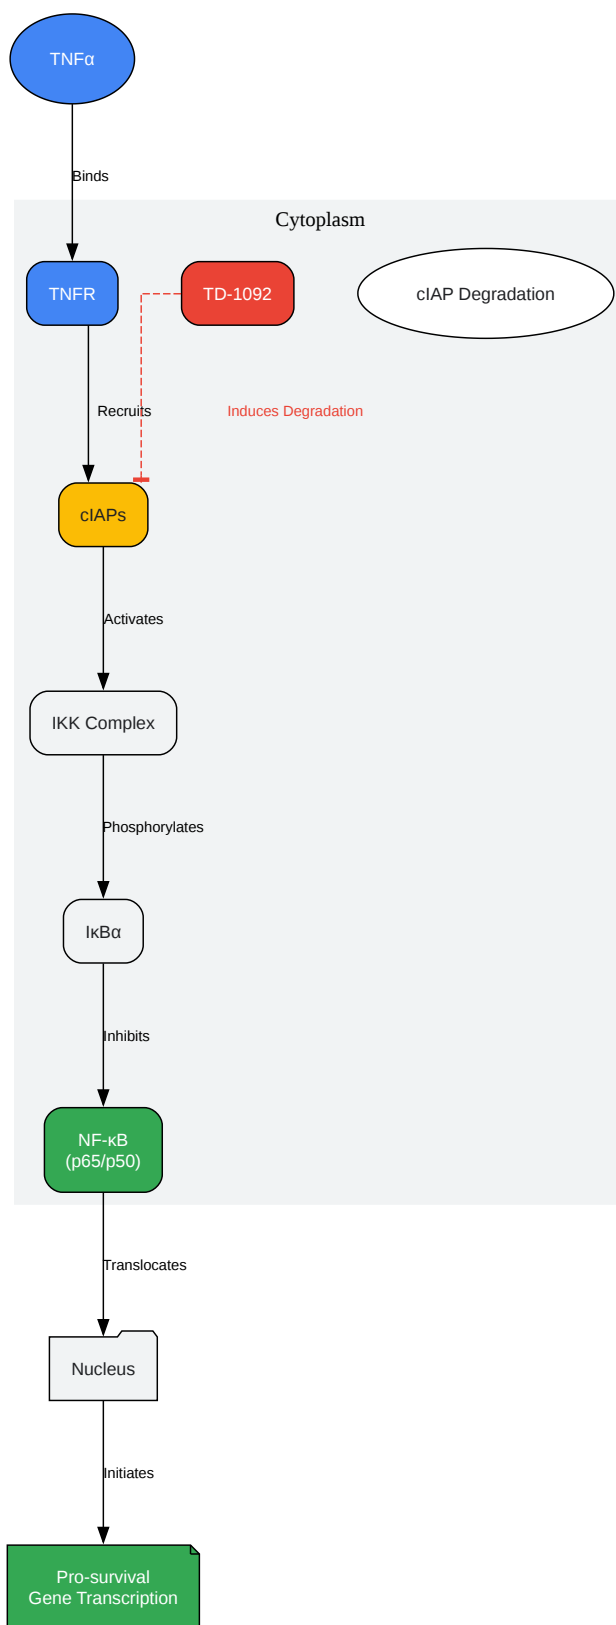 TNFα
Binds
Cytoplasm
TNFR
TD-1092
cIAP Degradation
Recruits
Induces Degradation
cIAPs
Activates
IKK Complex
Phosphorylates
IκBα
Inhibits
NF-κB
(p65/p50)
Translocates
Nucleus
Initiates
Pro-survival
Gene Transcription